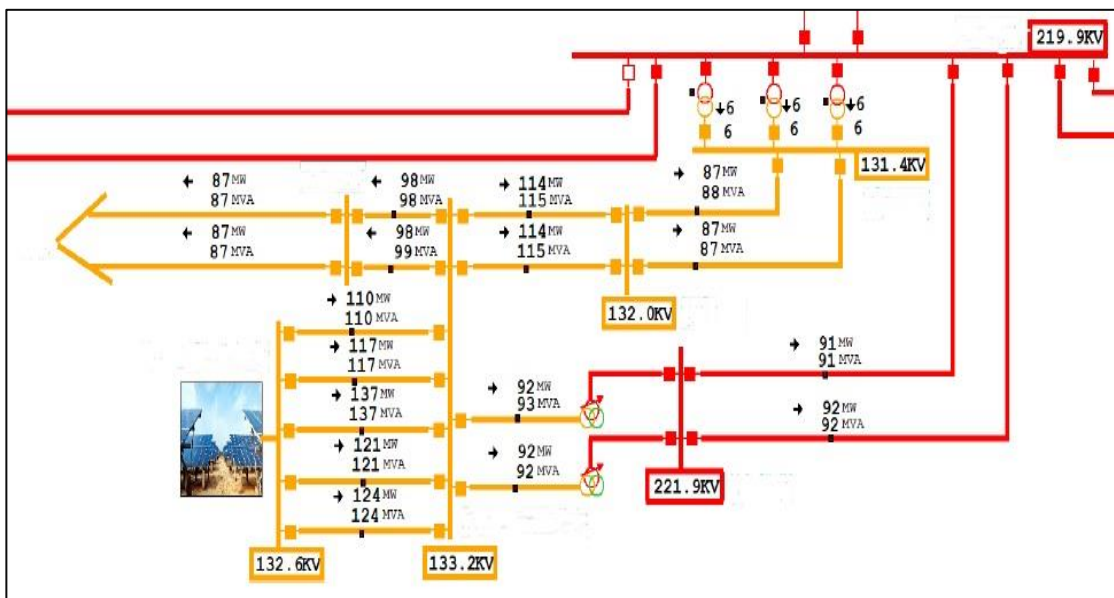 219.9KV
↓6
6
↓6
6
↓6
6
131.4KV
← 87MW
87MVA
← 98MW
98MVA
→ 114MW
115MVA
→ 87MW
88MVA
← 87MW
87MVA
← 98MW
99MVA
→ 114MW
115MVA
→ 87MW
87MVA
132.0KV
→ 110MW
110MVA
→ 117MW
117MVA
→ 137MW
137MVA
→ 121MW
121MVA
→ 124MW
124MVA
→ 92MW
93MVA
→ 92MW
92MVA
→ 91MW
91MVA
→ 92MW
92MVA
221.9KV
132.6KV
133.2KV